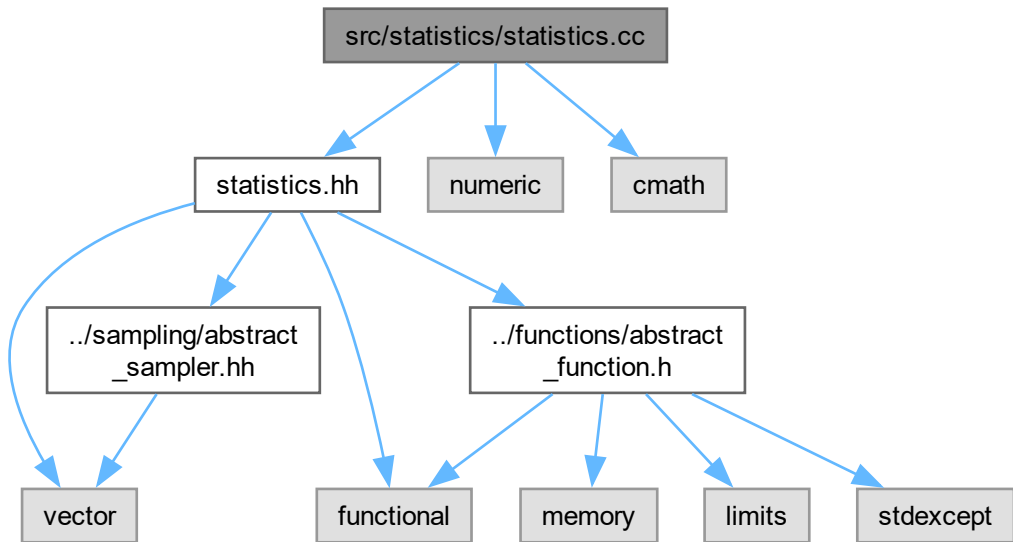 src/statistics/statistics.cc
statistics.hh
numeric
cmath
../sampling/abstract
_sampler.hh
../functions/abstract
_function.h
vector
functional
memory
limits
stdexcept